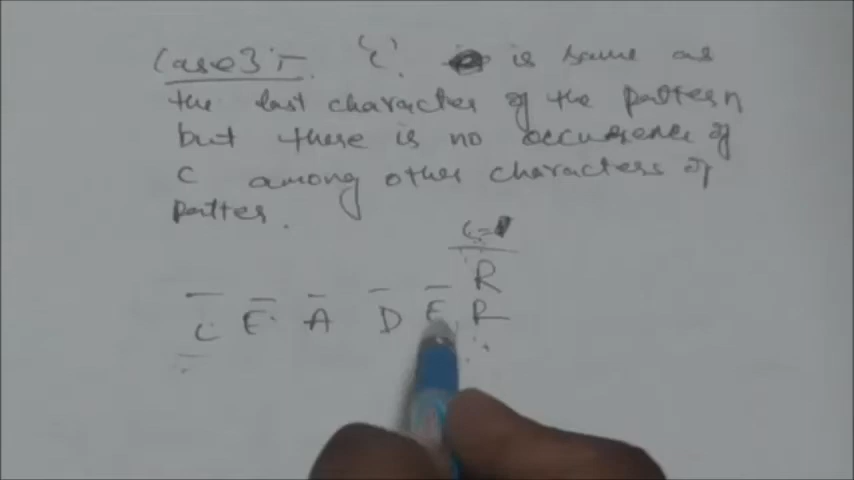 Case 3 :- 'c' is same as
the last character of the pattern
but there is no occurrence of
C among other characters of
Patter.
C =
R
C E A D E R